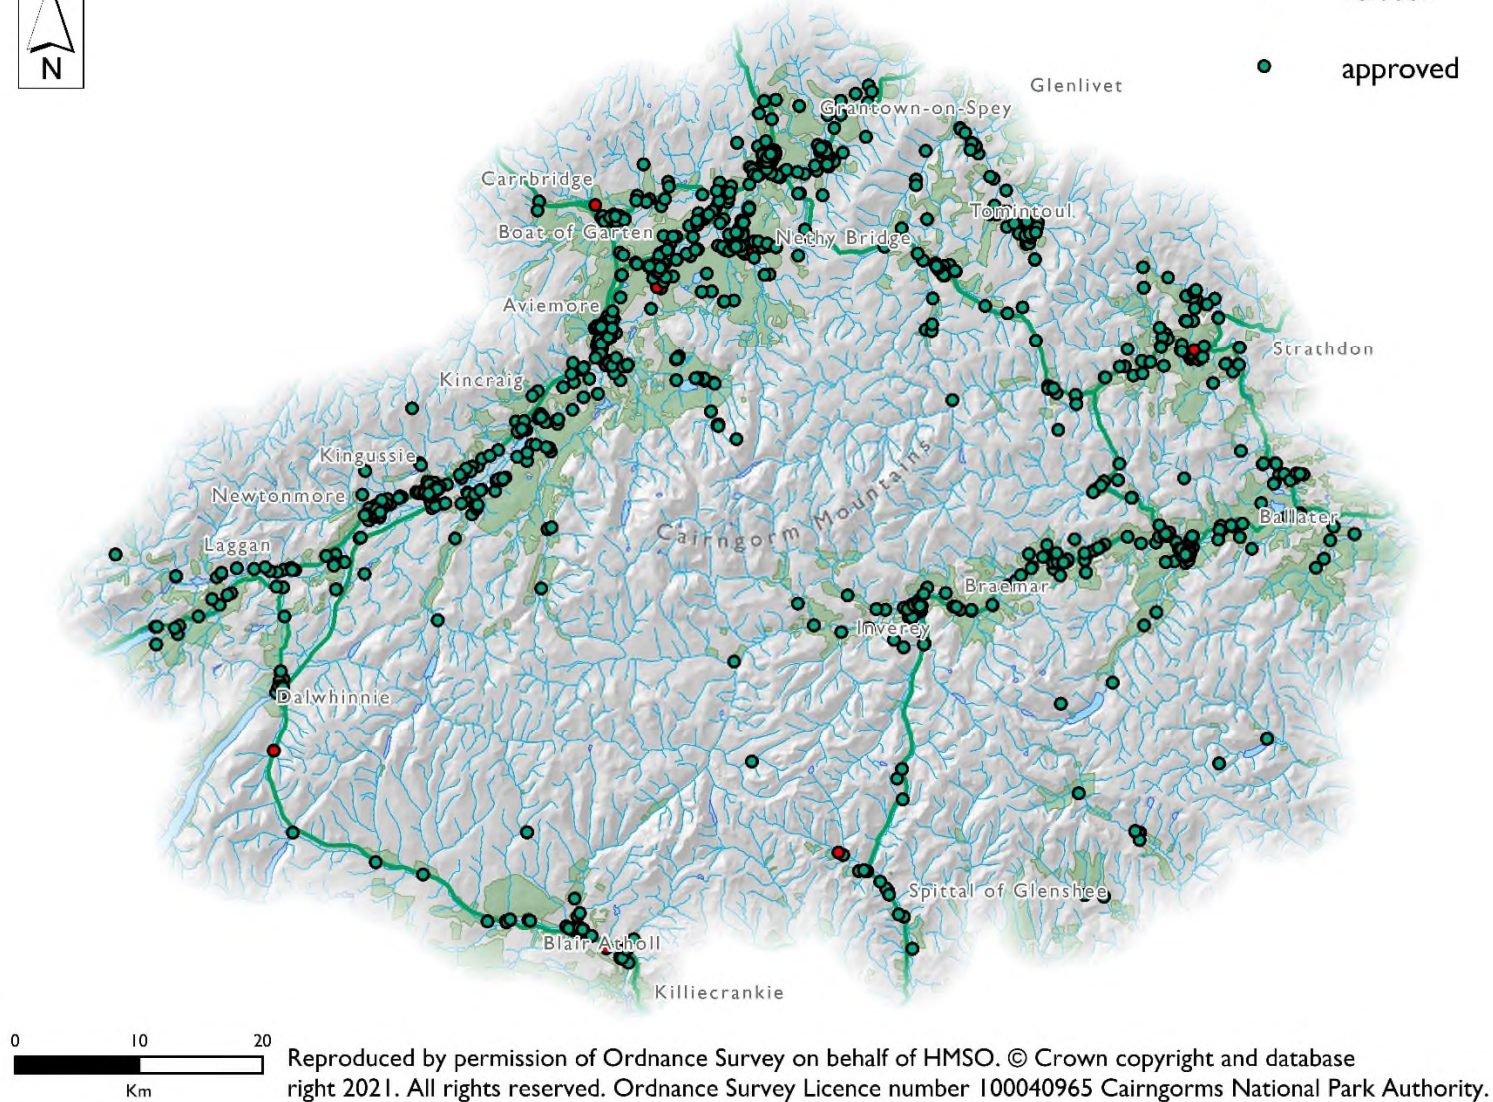 N
approved
Glenlivet
Grantown-on-Spey
Carrbridge
Tomintoul
Boat of Garten
Nethy Bridge
Aviemore
Strathdon
Kincraig
Kingussie
Newtonmore
Cairngorm Mountains
Ballater
Laggan
Braemar
Inverey
Dalwhinnie
Spittal of Glenshee
Blair Atholl
Killiecrankie
0 10 20
Km
Reproduced by permission of Ordnance Survey on behalf of HMSO. © Crown copyright and database
right 2021. All rights reserved. Ordnance Survey Licence number 100040965 Cairngorms National Park Authority.